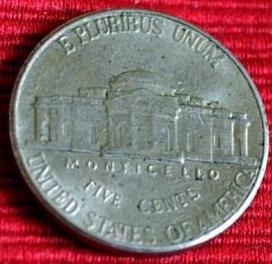 E PLURIBUS UNUM
MONTICELLO
FIVE CENTS
UNITED STATES OF AMERICA